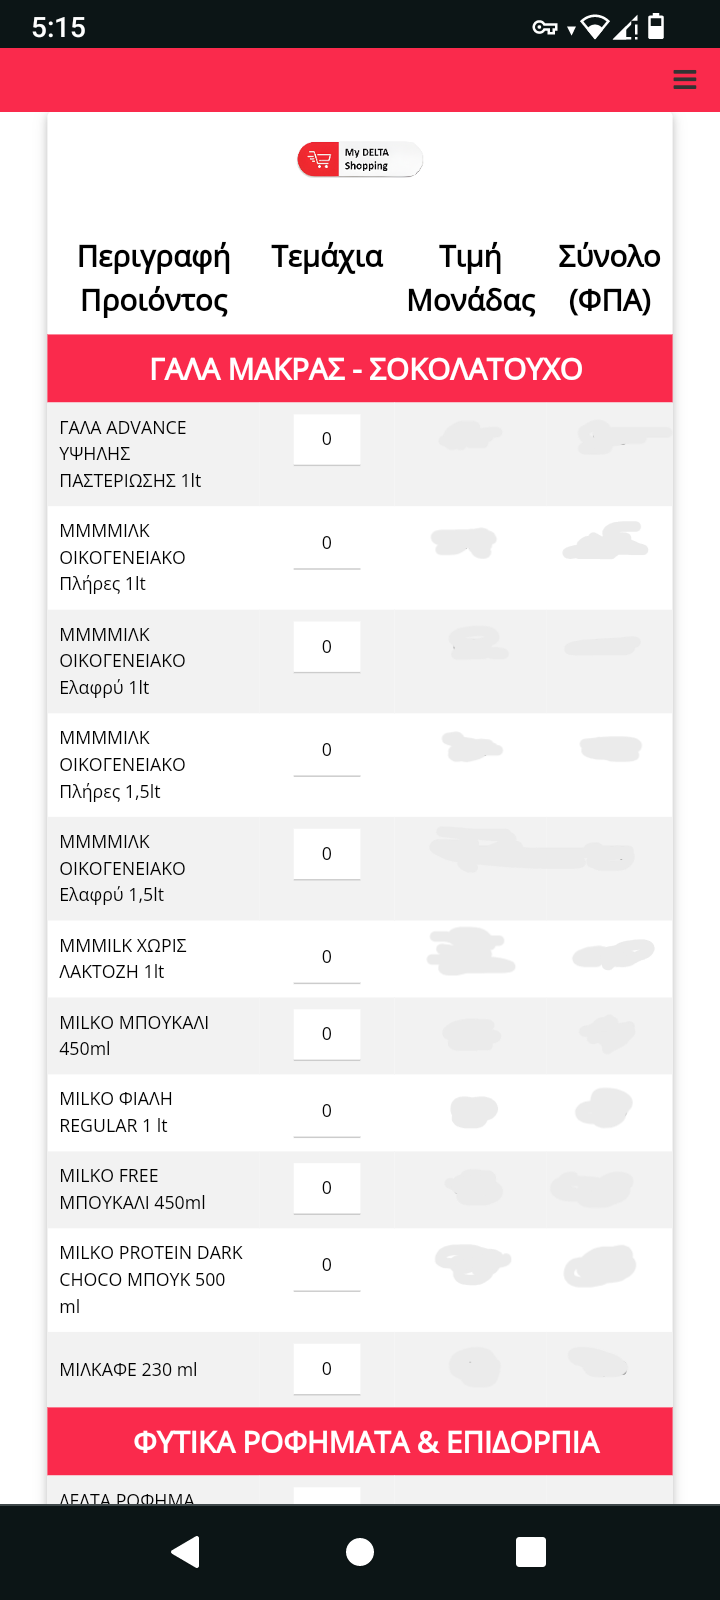 5:15
My DELTA
Shopping
Περιγραφή Τεμάχια Τιμή Σύνολο
Προιόντος Μονάδας (ΦΠΑ)
ΓΑΛΑ ΜΑΚΡΑΣ - ΣΟΚΟΛΑΤΟΥΧΟ
ΓΑΛΑ ADVANCE 0
ΥΨΗΛΗΣ
ΠΑΣΤΕΡΙΩΣΗΣ 1lt
ΜΜΜΜΙΛΚ 0
ΟΙΚΟΓΕΝΕΙΑΚΟ
Πλήρες 1lt
ΜΜΜΜΙΛΚ 0
ΟΙΚΟΓΕΝΕΙΑΚΟ
Ελαφρύ 1lt
ΜΜΜΜΙΛΚ 0
ΟΙΚΟΓΕΝΕΙΑΚΟ
Πλήρες 1,5lt
ΜΜΜΜΙΛΚ 0
ΟΙΚΟΓΕΝΕΙΑΚΟ
Ελαφρύ 1,5lt
MMMILK ΧΩΡΙΣ 0
ΛΑΚΤΟΖΗ 1lt
MILKO ΜΠΟΥΚΑΛΙ 0
450ml
MILKO ΦΙΑΛΗ 0
REGULAR 1 lt
MILKO FREE 0
ΜΠΟΥΚΑΛΙ 450ml
MILKO PROTEIN DARK 0
CHOCO ΜΠΟΥΚ 500
ml
ΜΙΛΚΑΦΕ 230 ml 0
ΦΥΤΙΚΑ ΡΟΦΗΜΑΤΑ & ΕΠΙΔΟΡΠΙΑ
ΔΕΛΤΑ ΡΟΦΗΜΑ